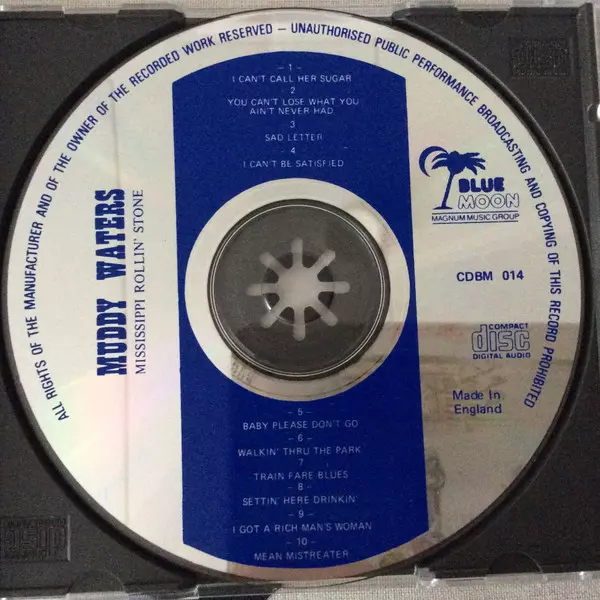 ALL RIGHTS OF THE MANUFACTURER AND OF THE OWNER OF THE RECORDED WORK RESERVED – UNAUTHORISED PUBLIC PERFORMANCE BROADCASTING AND COPYING OF THIS RECORD PROHIBITED
MUDDY WATERS
MISSISSIPPI ROLLIN' STONE
– 1 –
I CAN'T CALL HER SUGAR
2
YOU CAN'T LOSE WHAT YOU
AIN'T NEVER HAD
3
SAD LETTER
– 4 –
I CAN'T BE SATISFIED
BLUE
MOON
MAGNUM MUSIC GROUP
CDBM 014
COMPACT
disc
DIGITAL AUDIO
Made In
England
– 5 –
BABY PLEASE DON'T GO
– 6 –
WALKIN' THRU THE PARK
7
TRAIN FARE BLUES
– 8 –
SETTIN' HERE DRINKIN'
– 9 –
I GOT A RICH MAN'S WOMAN
– 10 –
MEAN MISTREATER